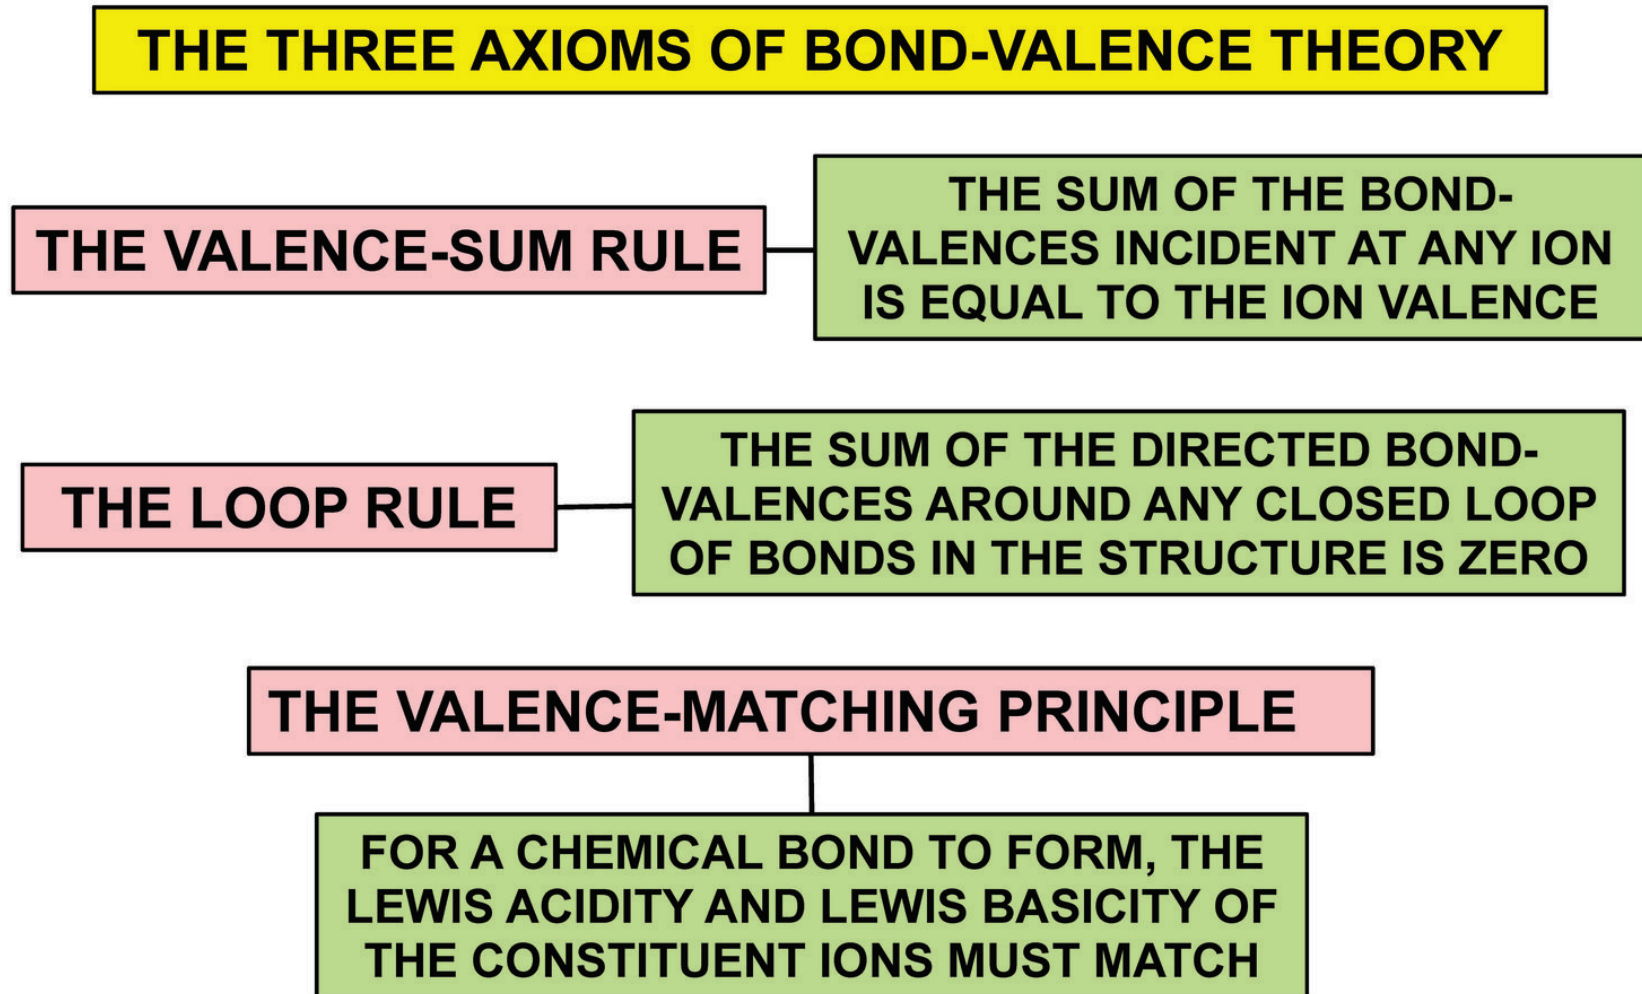 THE THREE AXIOMS OF BOND-VALENCE THEORY
THE VALENCE-SUM RULE
THE SUM OF THE BOND-
VALENCES INCIDENT AT ANY ION
IS EQUAL TO THE ION VALENCE
THE LOOP RULE
THE SUM OF THE DIRECTED BOND-
VALENCES AROUND ANY CLOSED LOOP
OF BONDS IN THE STRUCTURE IS ZERO
THE VALENCE-MATCHING PRINCIPLE
FOR A CHEMICAL BOND TO FORM, THE
LEWIS ACIDITY AND LEWIS BASICITY OF
THE CONSTITUENT IONS MUST MATCH